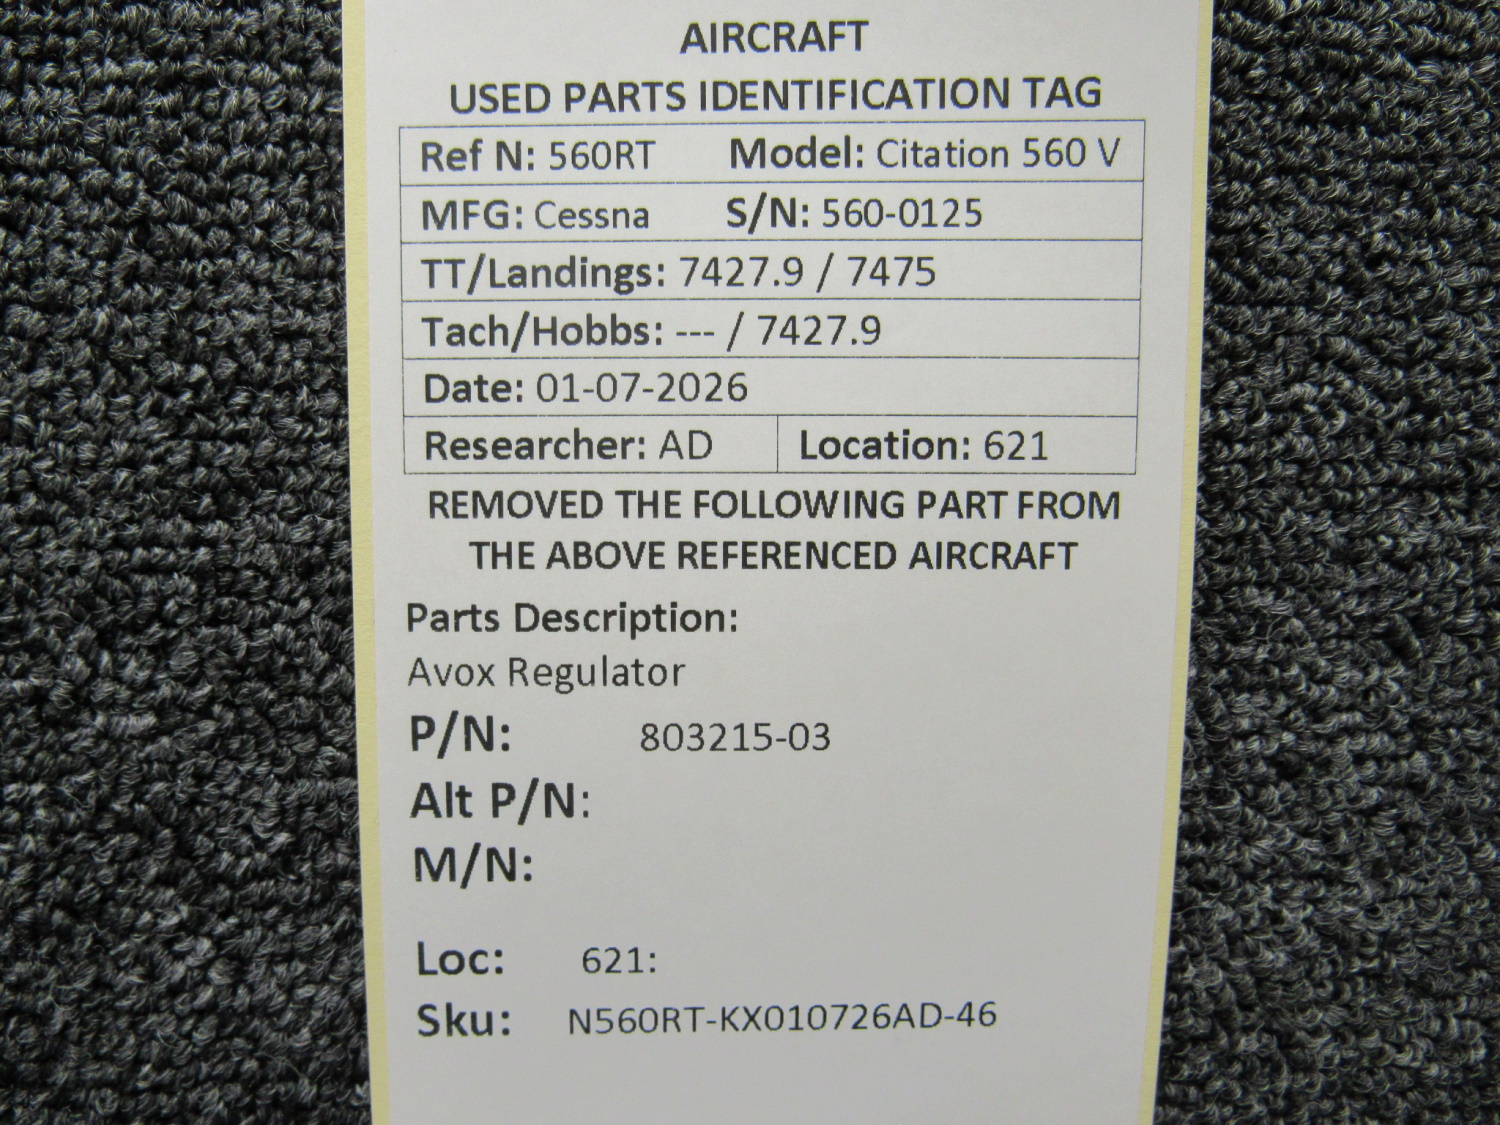 AIRCRAFT
USED PARTS IDENTIFICATION TAG
Ref N: 560RT Model: Citation 560 V
MFG: Cessna S/N: 560-0125
TT/Landings: 7427.9 / 7475
Tach/Hobbs: --- / 7427.9
Date: 01-07-2026
Researcher: AD Location: 621
REMOVED THE FOLLOWING PART FROM
THE ABOVE REFERENCED AIRCRAFT
Parts Description:
Avox Regulator
P/N: 803215-03
Alt P/N:
M/N:
Loc: 621:
Sku: N560RT-KX010726AD-46